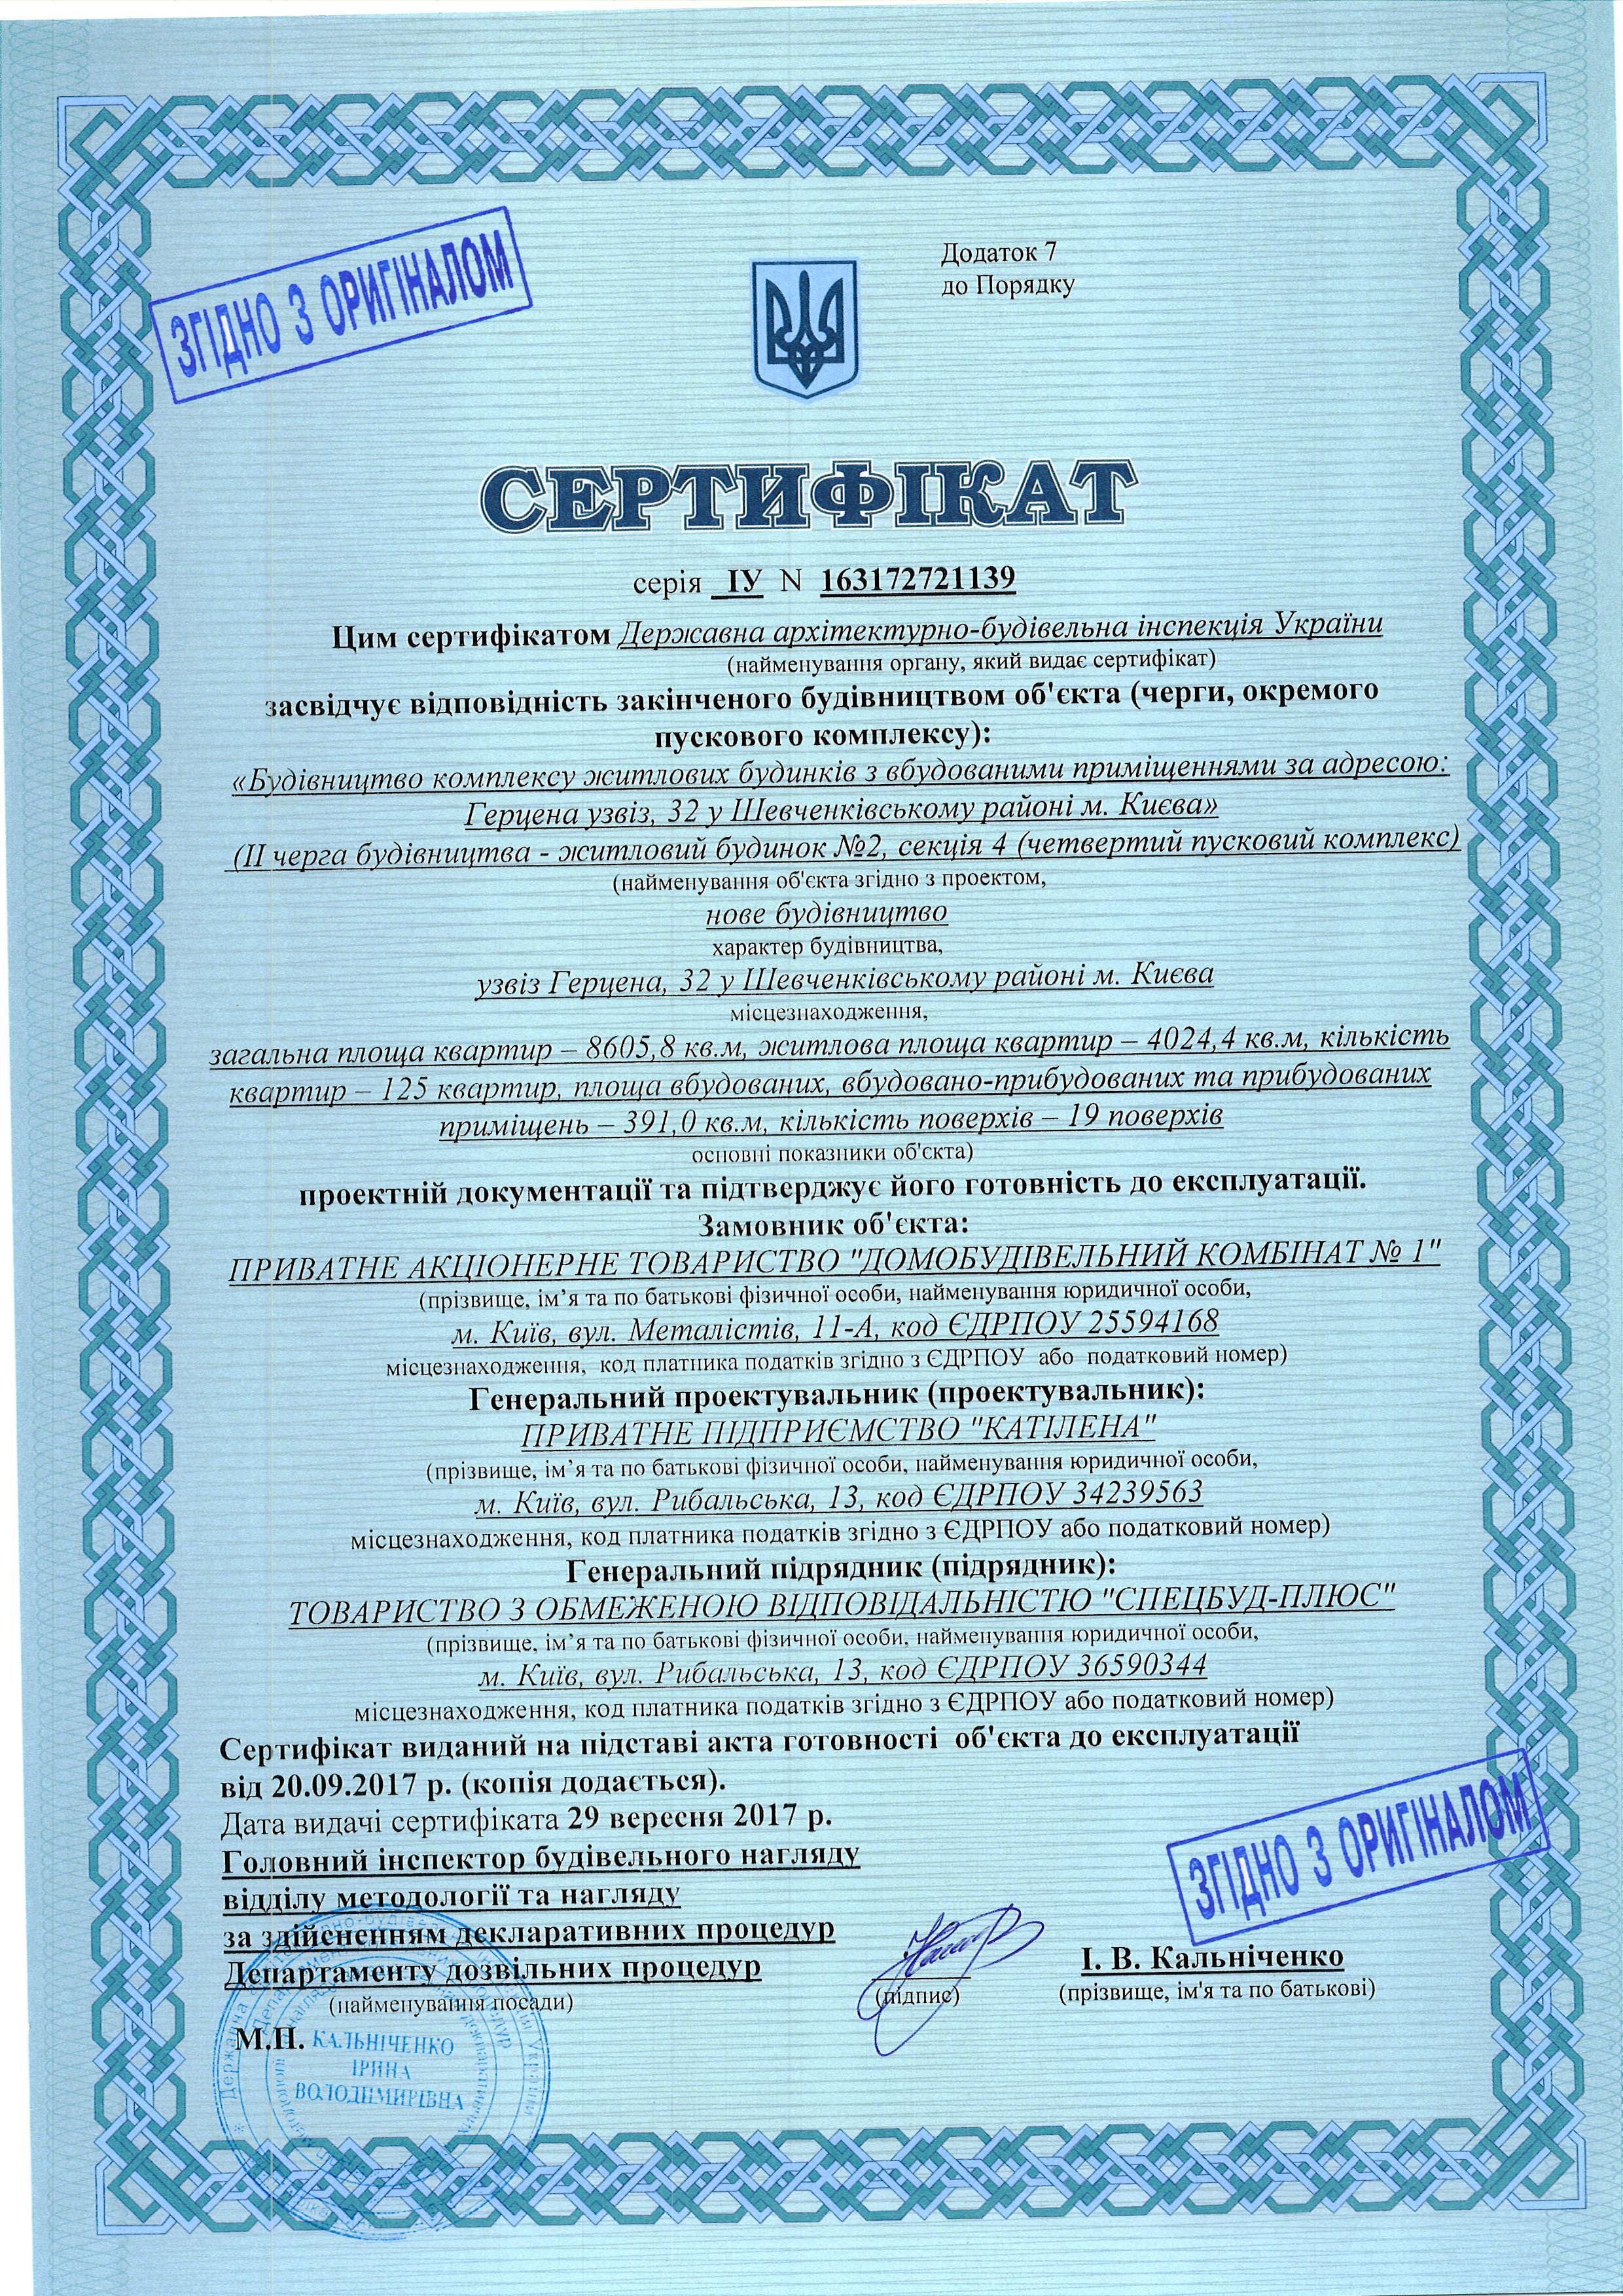 Додаток 7
до Порядку
ЗГІДНО З ОРИГІНАЛОМ
СЕРТИФІКАТ
серія ІУ N 163172721139
Цим сертифікатом Державна архітектурно-будівельна інспекція України
(найменування органу, який видає сертифікат)
засвідчує відповідність закінченого будівництвом об'єкта (черги, окремого
пускового комплексу):
«Будівництво комплексу житлових будинків з вбудованими приміщеннями за адресою:
Герцена узвіз, 32 у Шевченківському районі м. Києва»
(ІІ черга будівництва - житловий будинок №2, секція 4 (четвертий пусковий комплекс)
(найменування об'єкта згідно з проектом,
нове будівництво
характер будівництва,
узвіз Герцена, 32 у Шевченківському районі м. Києва
місцезнаходження,
загальна площа квартир – 8605,8 кв.м, житлова площа квартир – 4024,4 кв.м, кількість
квартир – 125 квартир, площа вбудованих, вбудовано-прибудованих та прибудованих
приміщень – 391,0 кв.м, кількість поверхів – 19 поверхів
основні показники об'єкта)
проектній документації та підтверджує його готовність до експлуатації.
Замовник об'єкта:
ПРИВАТНЕ АКЦІОНЕРНЕ ТОВАРИСТВО "ДОМОБУДІВЕЛЬНИЙ КОМБІНАТ № 1"
(прізвище, ім’я та по батькові фізичної особи, найменування юридичної особи,
м. Київ, вул. Металістів, 11-А, код ЄДРПОУ 25594168
місцезнаходження, код платника податків згідно з ЄДРПОУ або податковий номер)
Генеральний проектувальник (проектувальник):
ПРИВАТНЕ ПІДПРИЄМСТВО "КАТІЛЕНА"
(прізвище, ім’я та по батькові фізичної особи, найменування юридичної особи,
м. Київ, вул. Рибальська, 13, код ЄДРПОУ 34239563
місцезнаходження, код платника податків згідно з ЄДРПОУ або податковий номер)
Генеральний підрядник (підрядник):
ТОВАРИСТВО З ОБМЕЖЕНОЮ ВІДПОВІДАЛЬНІСТЮ "СПЕЦБУД-ПЛЮС"
(прізвище, ім’я та по батькові фізичної особи, найменування юридичної особи,
м. Київ, вул. Рибальська, 13, код ЄДРПОУ 36590344
місцезнаходження, код платника податків згідно з ЄДРПОУ або податковий номер)
Сертифікат виданий на підставі акта готовності об'єкта до експлуатації
від 20.09.2017 р. (копія додається).
Дата видачі сертифіката 29 вересня 2017 р.
Головний інспектор будівельного нагляду
відділу методології та нагляду
за здійсненням декларативних процедур
Департаменту дозвільних процедур
(найменування посади)
(підпис)
І. В. Кальніченко
(прізвище, ім'я та по батькові)
ЗГІДНО З ОРИГІНАЛОМ
М.П.
КАЛЬНІЧЕНКО
ІРИНА
ВОЛОДИМИРІВНА